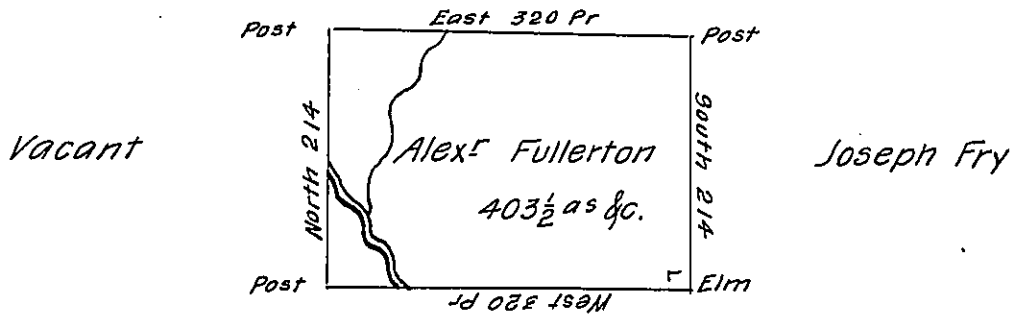 Post East 320 Pr Post
Vacant North 214 Alexr Fullerton South 214 Joseph Fry
403½ as &c.
Post West 320 Pr Elm